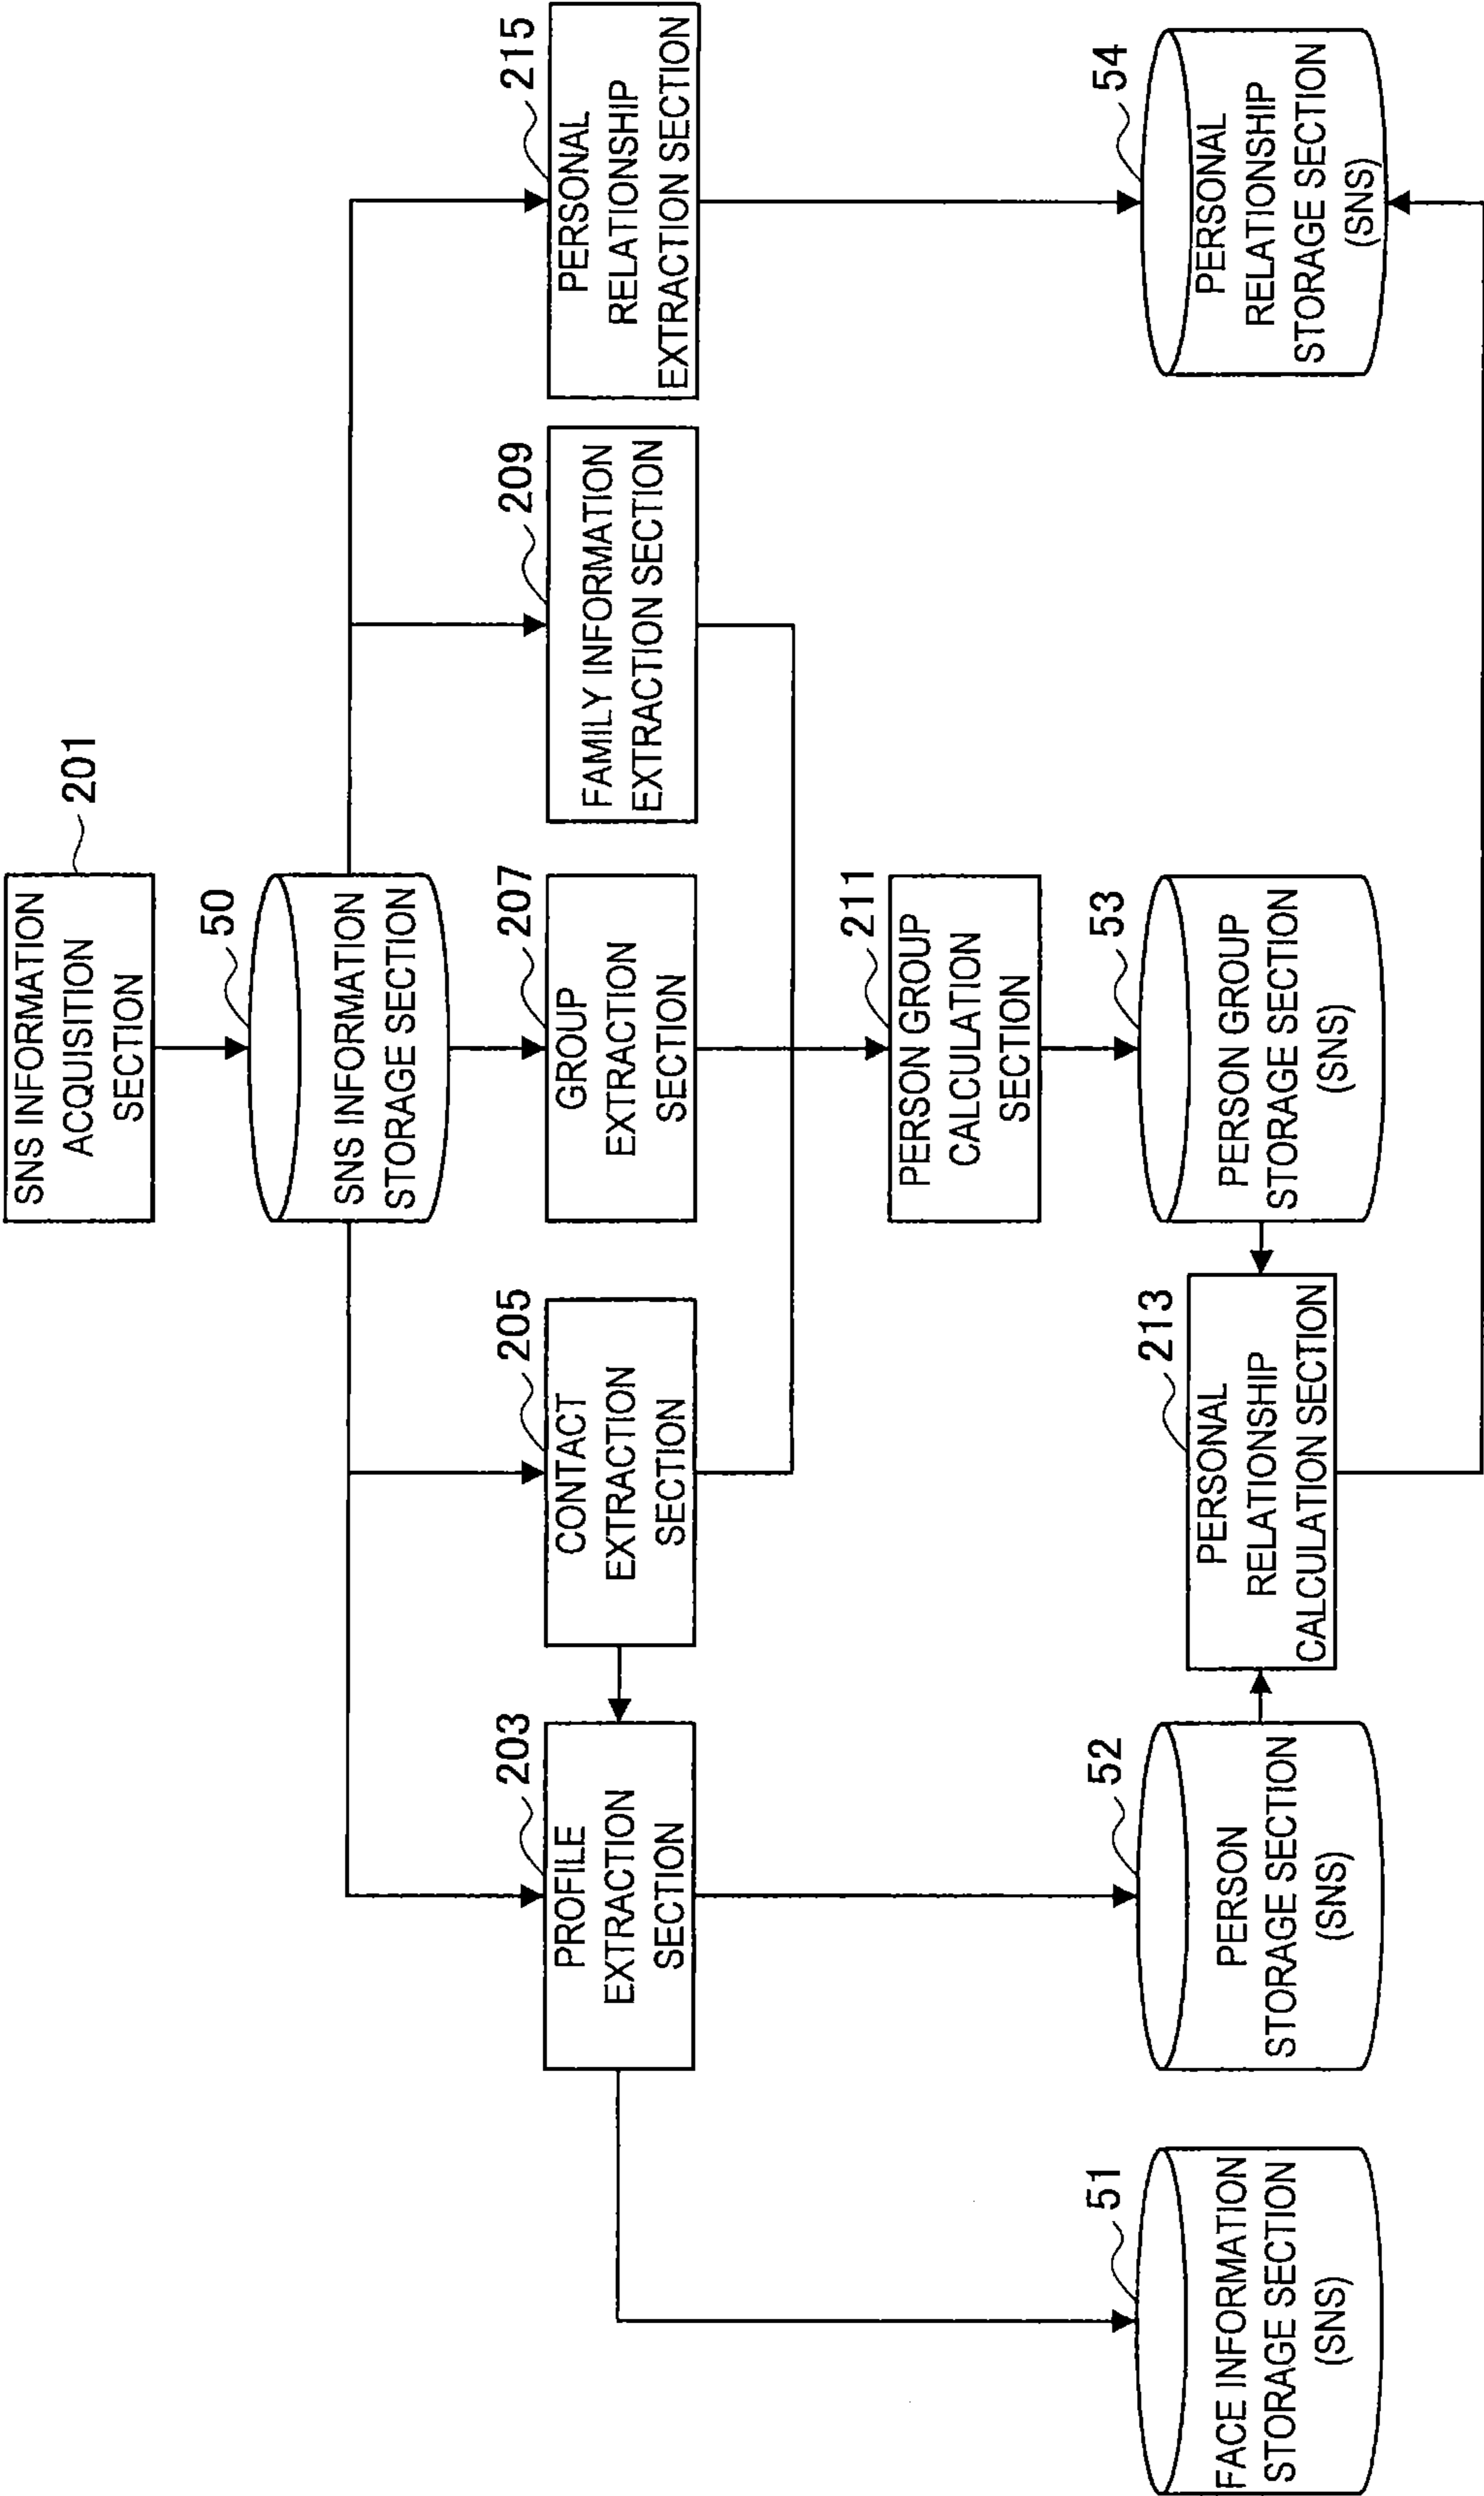 SNS INFORMATION
ACQUISITION
SECTION
201
50
SNS INFORMATION
STORAGE SECTION
203
PROFILE
EXTRACTION
SECTION
205
CONTACT
EXTRACTION
SECTION
207
GROUP
EXTRACTION
SECTION
209
FAMILY INFORMATION
EXTRACTION SECTION
215
PERSONAL
RELATIONSHIP
EXTRACTION SECTION
211
PERSON GROUP
CALCULATION
SECTION
51
FACE INFORMATION
STORAGE SECTION
(SNS)
52
PERSON
STORAGE SECTION
(SNS)
213
PERSONAL
RELATIONSHIP
CALCULATION SECTION
53
PERSON GROUP
STORAGE SECTION
(SNS)
54
PERSONAL
RELATIONSHIP
STORAGE SECTION
(SNS)